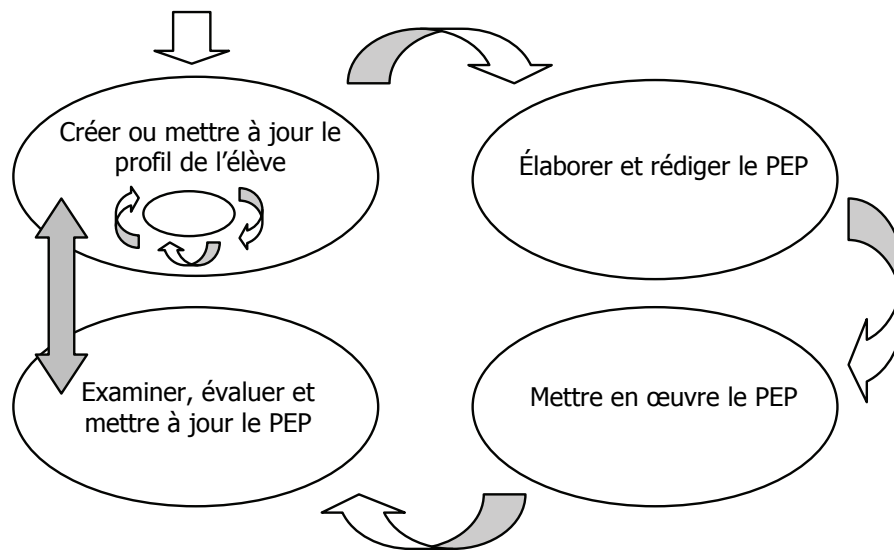 Créer ou mettre à jour le
profil de l’élève
Élaborer et rédiger le PEP
Examiner, évaluer et
mettre à jour le PEP
Mettre en œuvre le PEP